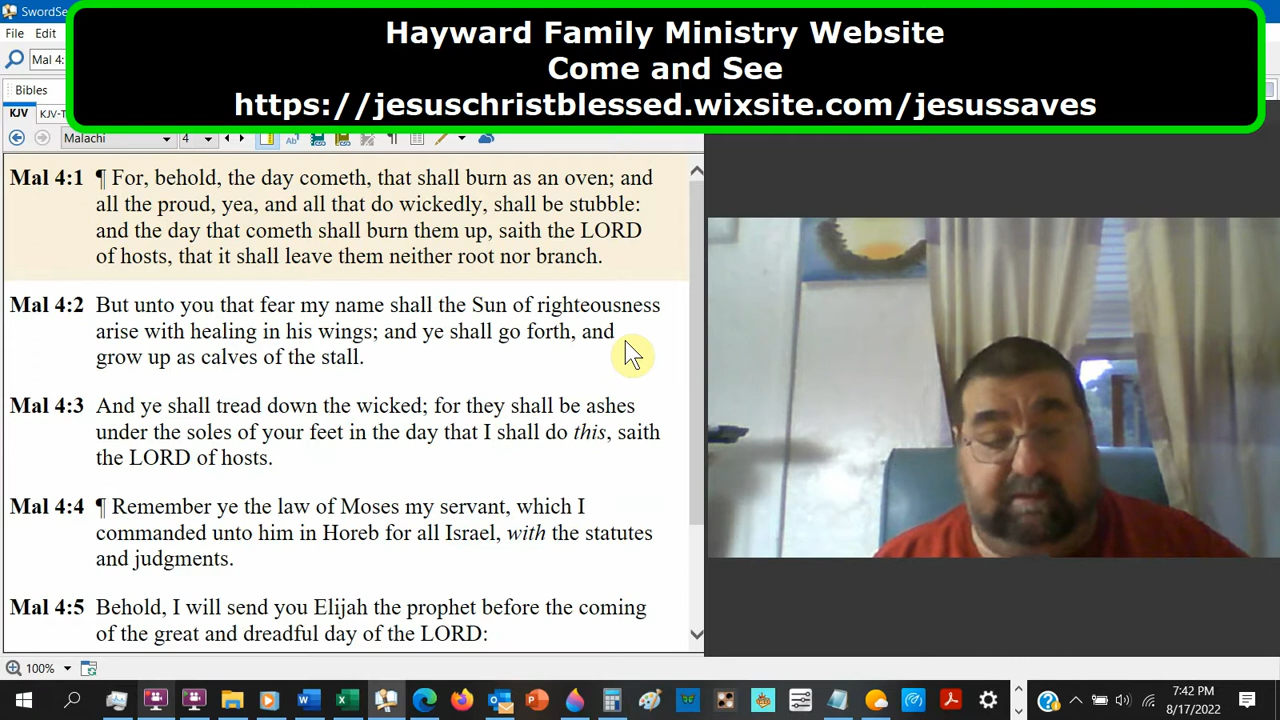 SwordSe
Hayward Family Ministry Website
Come and See
https://jesuschristblessed.wixsite.com/jesussaves
File Edit
Mal 4:
Bibles
KJV KJV-T
Malachi 4
Mal 4:1 ¶ For, behold, the day cometh, that shall burn as an oven; and
all the proud, yea, and all that do wickedly, shall be stubble:
and the day that cometh shall burn them up, saith the LORD
of hosts, that it shall leave them neither root nor branch.
Mal 4:2 But unto you that fear my name shall the Sun of righteousness
arise with healing in his wings; and ye shall go forth, and
grow up as calves of the stall.
Mal 4:3 And ye shall tread down the wicked; for they shall be ashes
under the soles of your feet in the day that I shall do this, saith
the LORD of hosts.
Mal 4:4 ¶ Remember ye the law of Moses my servant, which I
commanded unto him in Horeb for all Israel, with the statutes
and judgments.
Mal 4:5 Behold, I will send you Elijah the prophet before the coming
of the great and dreadful day of the LORD:
100%
7:42 PM
8/17/2022